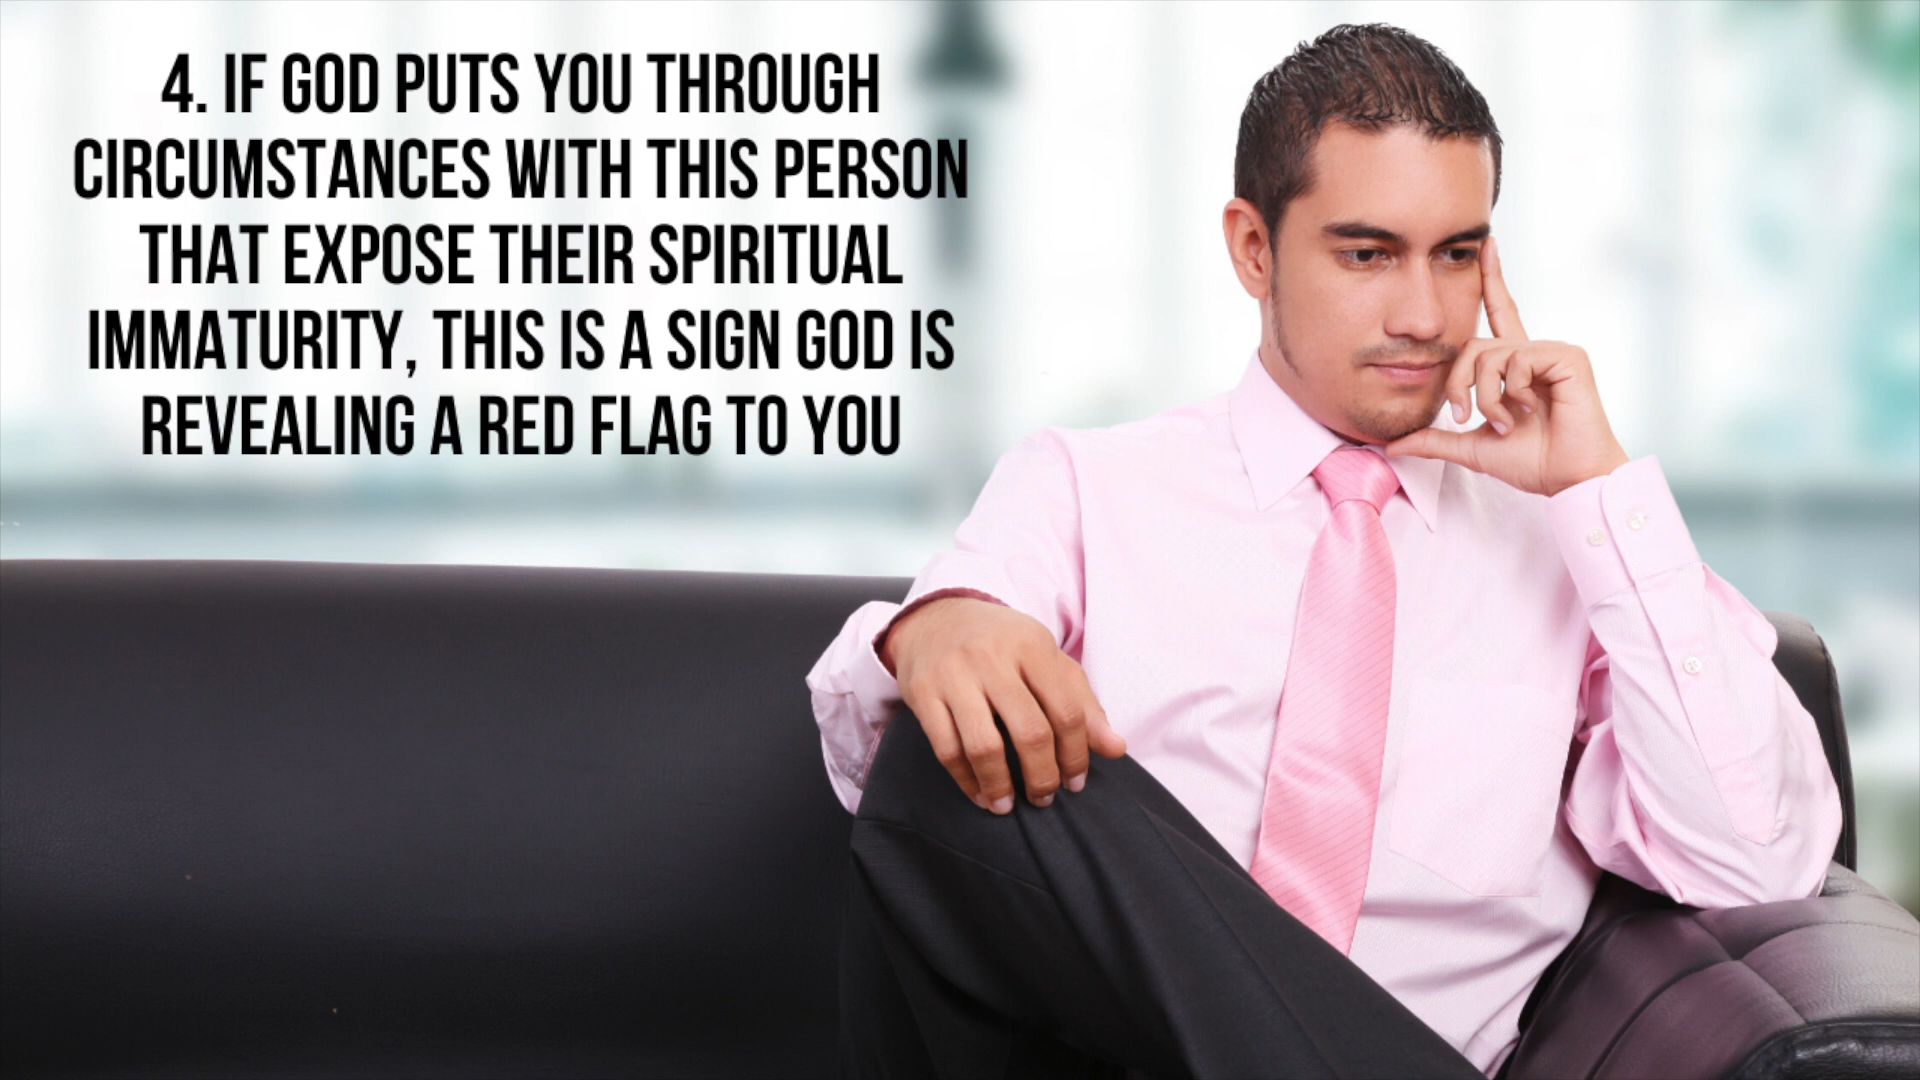 4. IF GOD PUTS YOU THROUGH
CIRCUMSTANCES WITH THIS PERSON
THAT EXPOSE THEIR SPIRITUAL
IMMATURITY, THIS IS A SIGN GOD IS
REVEALING A RED FLAG TO YOU